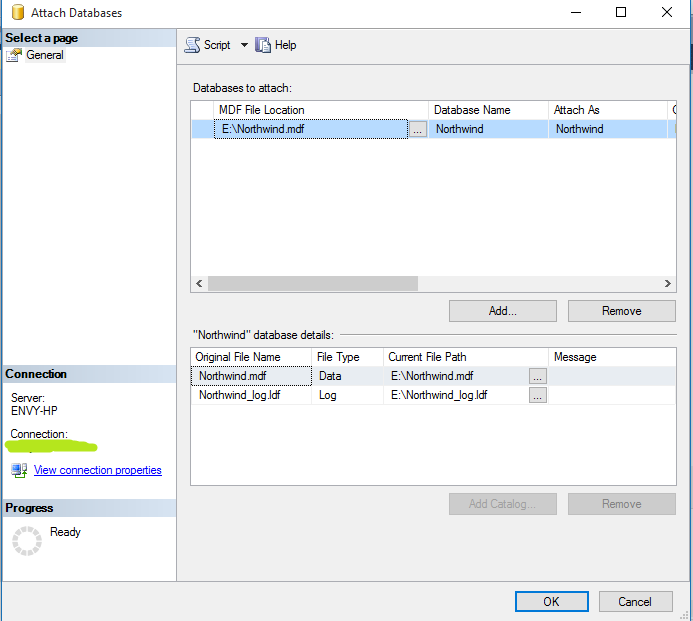 Attach Databases
Select a page
General
Script Help
Databases to attach:
MDF File Location Database Name Attach As
E:\Northwind.mdf ... Northwind Northwind
Add... Remove
"Northwind" database details:
Original File Name File Type Current File Path Message
Northwind.mdf Data E:\Northwind.mdf ...
Northwind_log.ldf Log E:\Northwind_log.ldf ...
Add Catalog... Remove
Connection
Server:
ENVY-HP
Connection:
View connection properties
Progress
Ready
OK Cancel